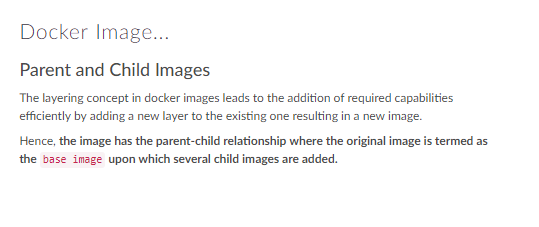 Docker Image...
Parent and Child Images
The layering concept in docker images leads to the addition of required capabilities
efficiently by adding a new layer to the existing one resulting in a new image.
Hence, the image has the parent-child relationship where the original image is termed as
the base image upon which several child images are added.